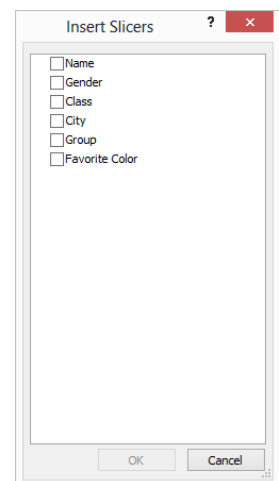 Insert Slicers ?
Name
Gender
Class
City
Group
Favorite Color
OK Cancel